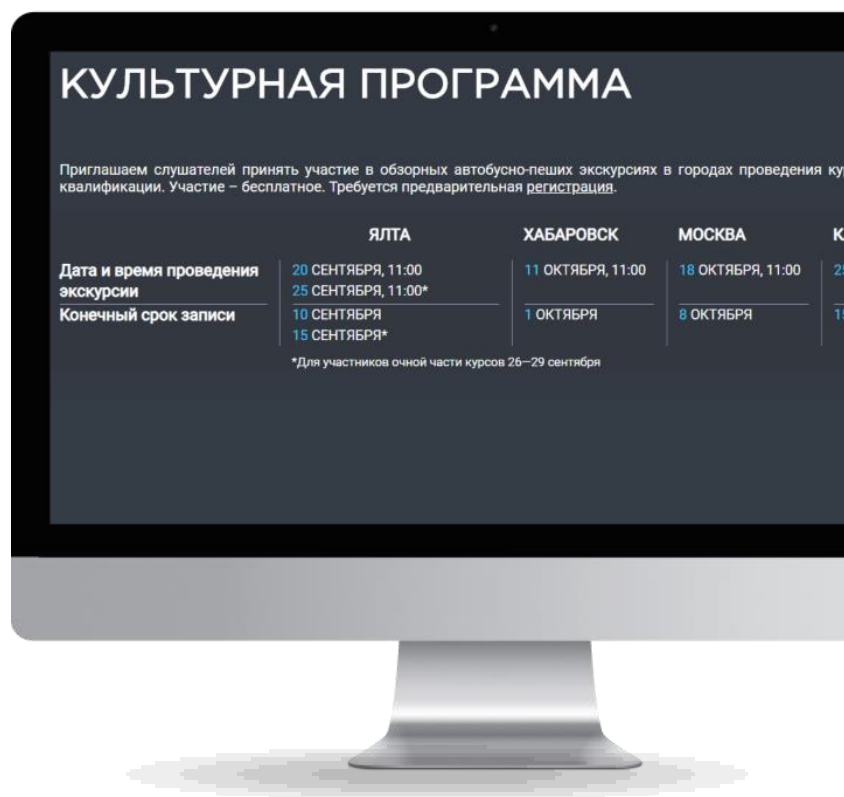 КУЛЬТУРНАЯ ПРОГРАММА
Приглашаем слушателей принять участие в обзорных автобусно-пеших экскурсиях в городах проведения
квалификации. Участие – бесплатное. Требуется предварительная регистрация.
ЯЛТА ХАБАРОВСК МОСКВА
Дата и время проведения экскурсии
20 СЕНТЯБРЯ, 11:00
25 СЕНТЯБРЯ, 11:00*
11 ОКТЯБРЯ, 11:00
18 ОКТЯБРЯ, 11:00
Конечный срок записи
10 СЕНТЯБРЯ
15 СЕНТЯБРЯ*
1 ОКТЯБРЯ
8 ОКТЯБРЯ
*Для участников очной части курсов 26—29 сентября